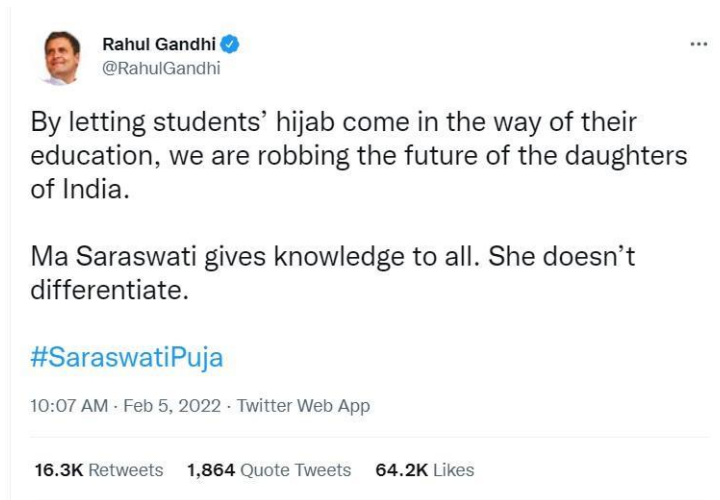 Rahul Gandhi
@RahulGandhi
By letting students’ hijab come in the way of their
education, we are robbing the future of the daughters
of India.
Ma Saraswati gives knowledge to all. She doesn’t
differentiate.
#SaraswatiPuja
10:07 AM · Feb 5, 2022 · Twitter Web App
16.3K Retweets 1,864 Quote Tweets 64.2K Likes